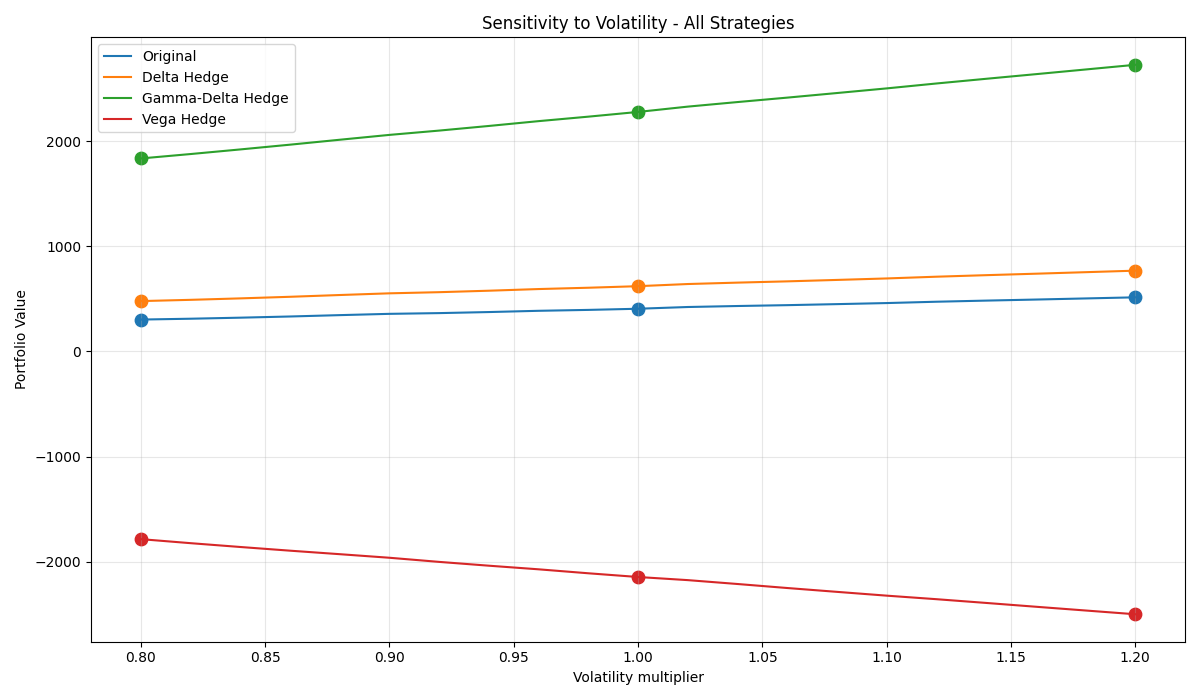 Sensitivity to Volatility - All Strategies
Original
Delta Hedge
Gamma-Delta Hedge
Vega Hedge
Portfolio Value
2000
1000
0
−1000
−2000
0.80 0.85 0.90 0.95 1.00 1.05 1.10 1.15 1.20
Volatility multiplier